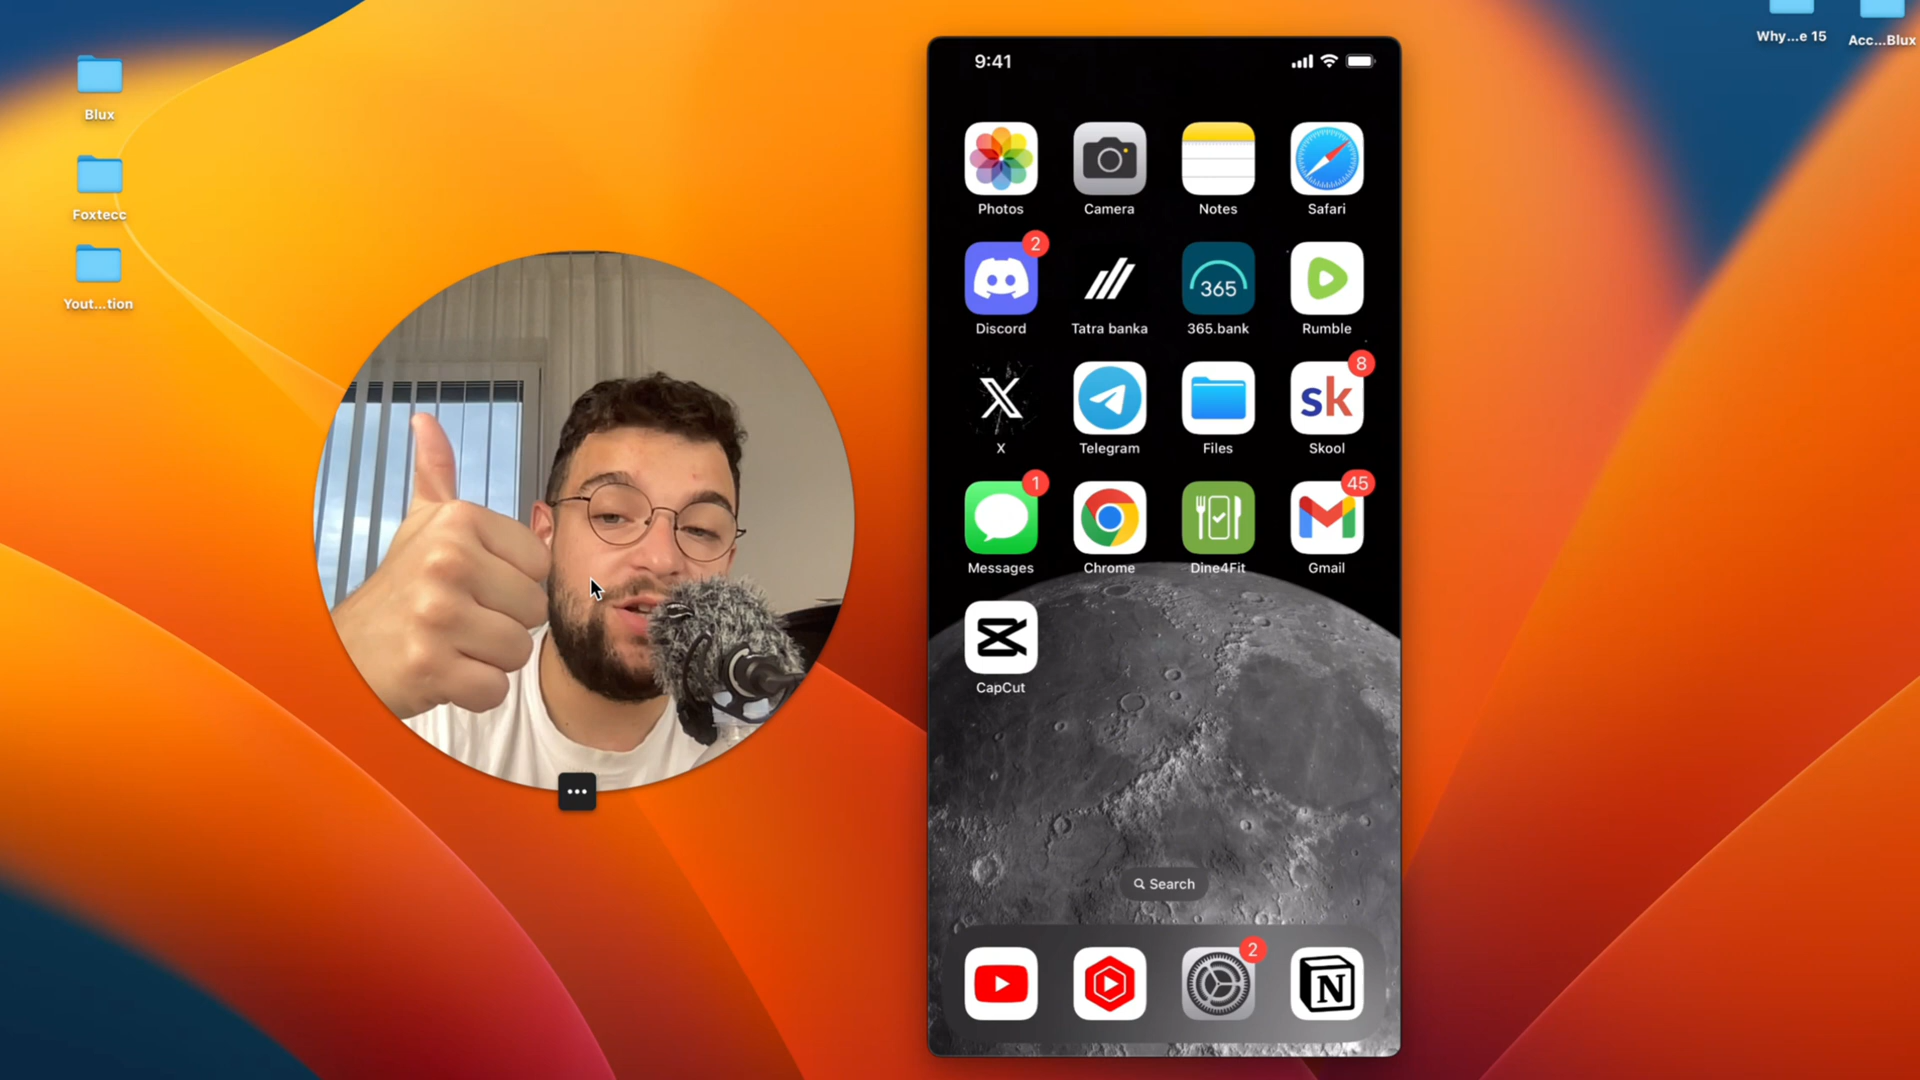 Why...e 15
Acc...Blux
Blux
Foxtecc
Yout...tion
9:41
Photos
Camera
Notes
Safari
2
Discord
Tatra banka
365
365.bank
Rumble
8
X
Telegram
Files
sk
Skool
1
45
Messages
Chrome
Dine4Fit
Gmail
CapCut
Search
2
N